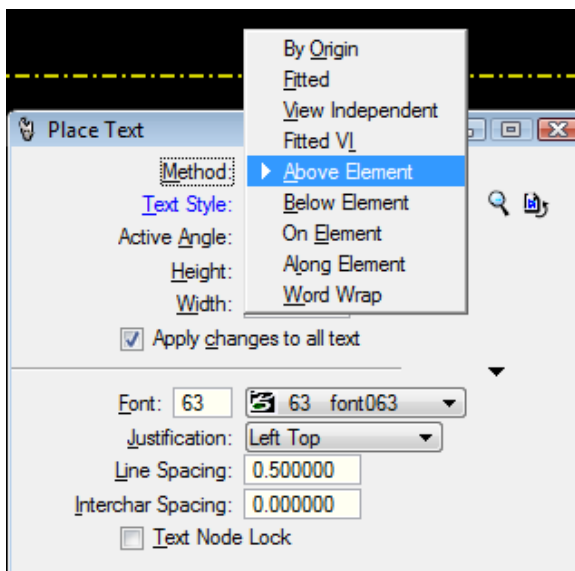 By Origin
Fitted
View Independent
Fitted VI
Above Element
Below Element
On Element
Along Element
Word Wrap
Place Text
Method:
Text Style:
Active Angle:
Height:
Width:
Apply changes to all text
Font: 63 63 font063
Justification: Left Top
Line Spacing: 0.500000
Interchar Spacing: 0.000000
Text Node Lock